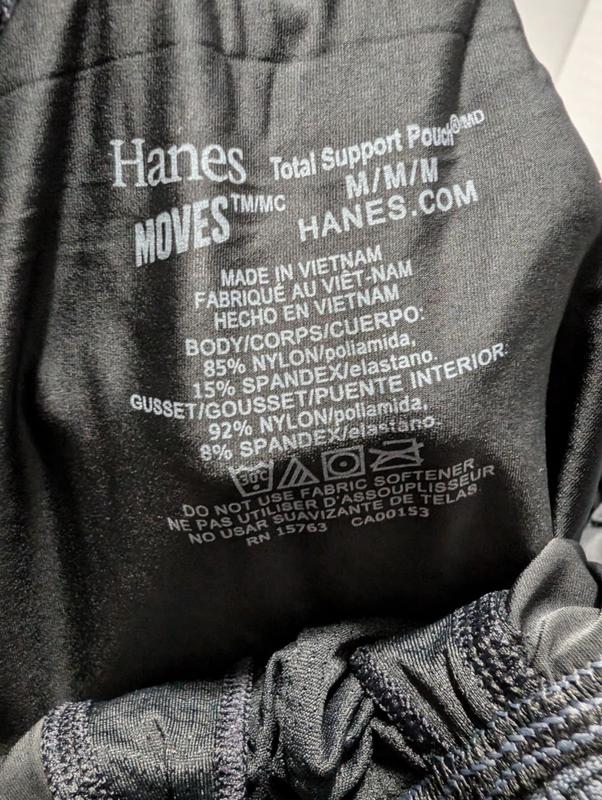 Hanes Total Support Pouch®MD
MOVES™/MC M/M/M
HANES.COM
MADE IN VIETNAM
FABRIQUÉ AU VIÊT-NAM
HECHO EN VIETNAM
BODY/CORPS/CUERPO:
85% NYLON/poliamida,
15% SPANDEX/elastano.
GUSSET/GOUSSET/PUENTE INTERIOR:
92% NYLON/poliamida,
8% SPANDEX/elastano.
30°
DO NOT USE FABRIC SOFTENER
NE PAS UTILISER D'ASSOUPLISSEUR
NO USAR SUAVIZANTE DE TELAS
RN 15763 CA00153